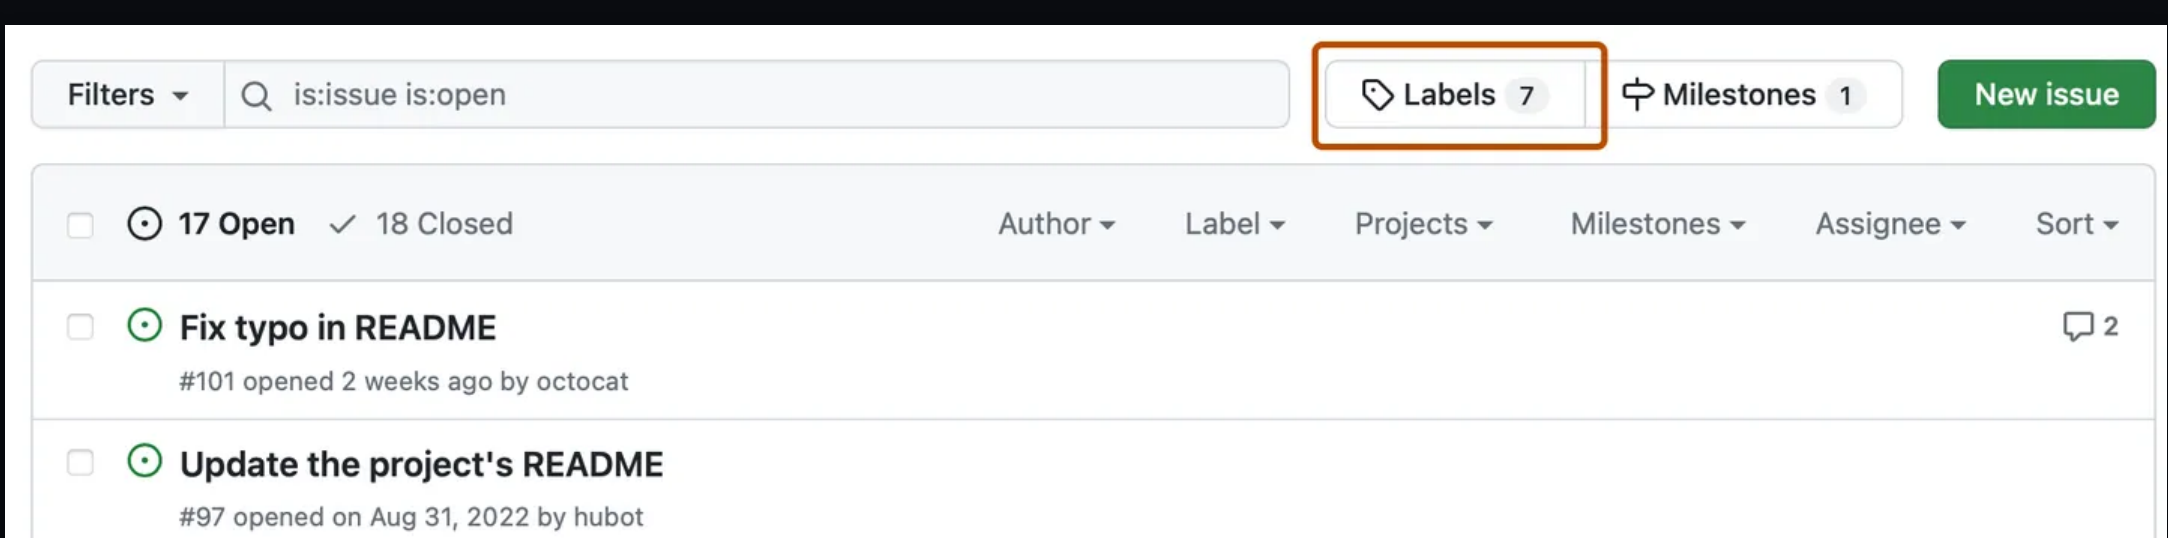 Filters is:issue is:open Labels 7 Milestones 1 New issue
17 Open 18 Closed Author Label Projects Milestones Assignee Sort
Fix typo in README 2
#101 opened 2 weeks ago by octocat
Update the project's README
#97 opened on Aug 31, 2022 by hubot